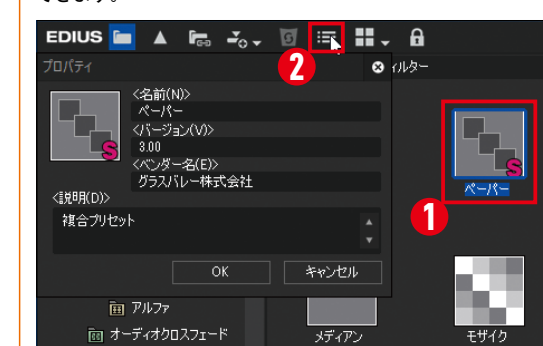 できます。
EDIUS
プロパティ
2
ィルター
<名前(N)>
ペーパー
<バージョン(V)>
3.00
<ベンダー名(E)>
グラスバレー株式会社
S
<説明(D)>
複合プリセット
OK
キャンセル
S
ペーパー
1
アルファ
オーディオクロスフェード
メディアン
モザイク